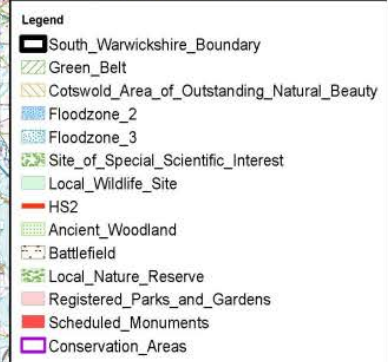 Legend
South_Warwickshire_Boundary
Green_Belt
Cotswold_Area_of_Outstanding_Natural_Beauty
Floodzone_2
Floodzone_3
Site_of_Special_Scientific_Interest
Local_Wildlife_Site
HS2
Ancient_Woodland
Battlefield
Local_Nature_Reserve
Registered_Parks_and_Gardens
Scheduled_Monuments
Conservation_Areas